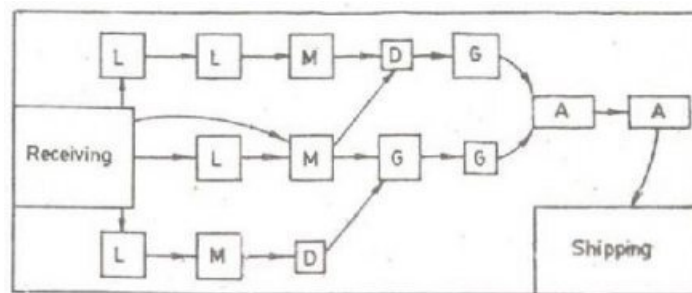 L L M D G
A A
Receiving L M G G
L M D
Shipping